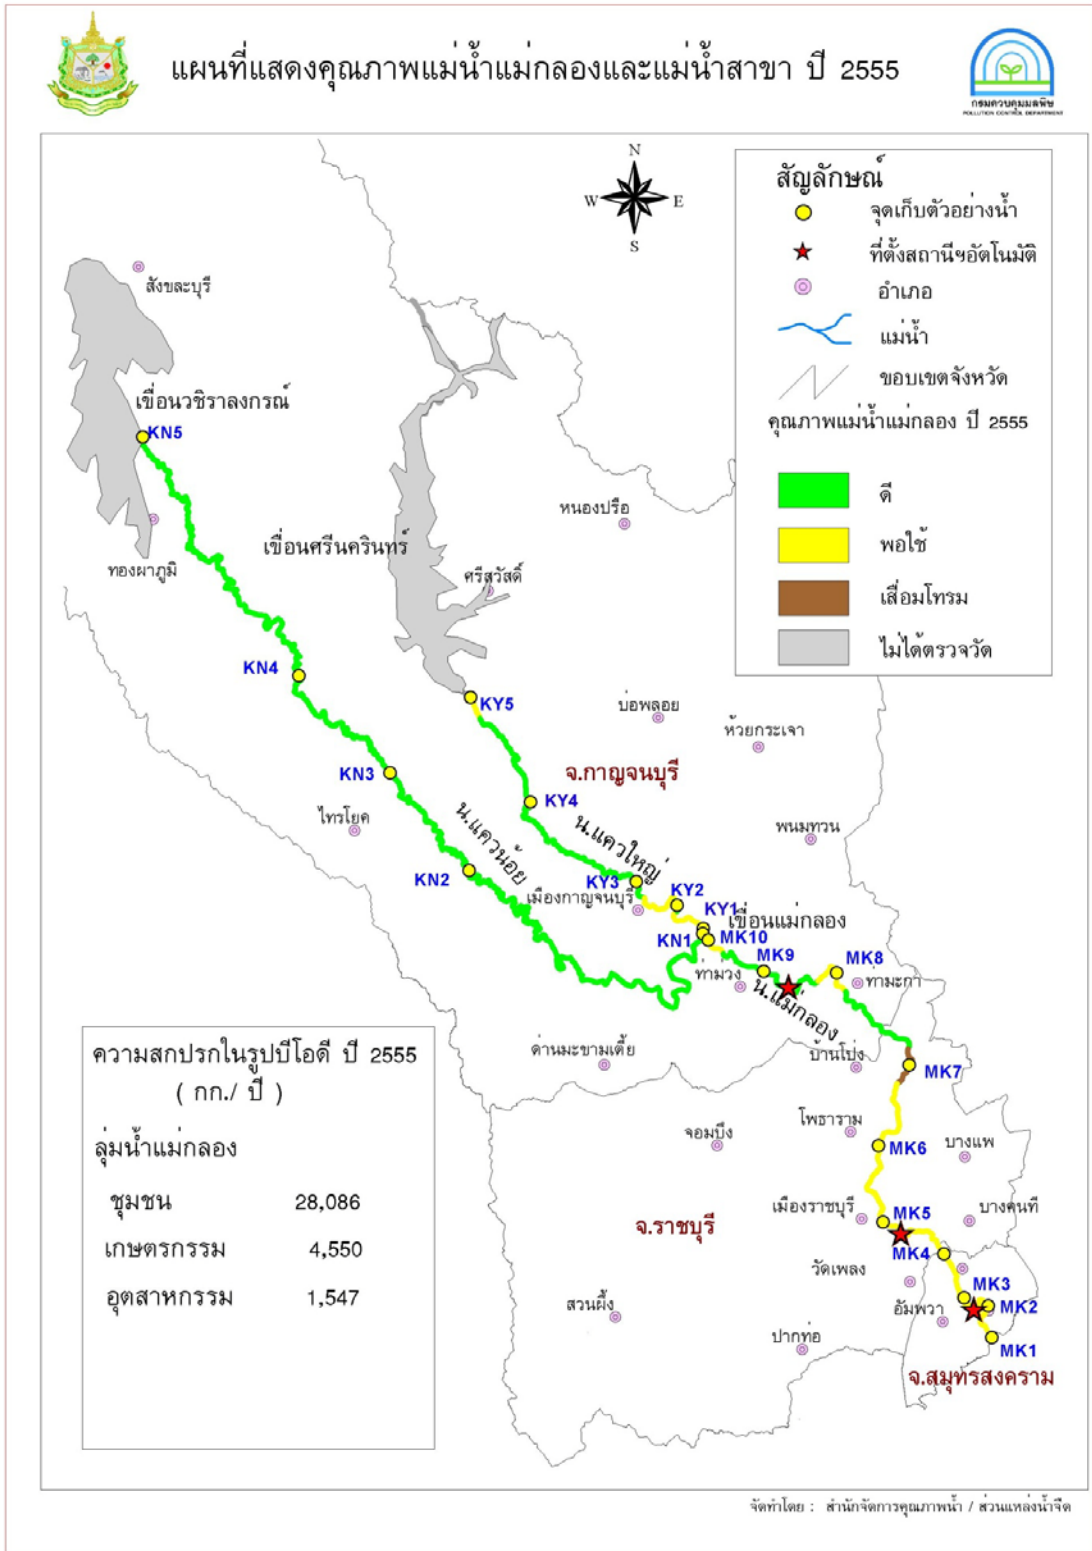 แผนที่แสดงคุณภาพแม่น้ำแม่กลองและแม่น้ำสาขา ปี 2555
กรมควบคุมมลพิษ
POLLUTION CONTROL DEPARTMENT
N
W E
S
สัญลักษณ์
จุดเก็บตัวอย่างน้ำ
ที่ตั้งสถานีฯอัตโนมัติ
อำเภอ
แม่น้ำ
ขอบเขตจังหวัด
คุณภาพแม่น้ำแม่กลอง ปี 2555
ดี
พอใช้
เสื่อมโทรม
ไม่ได้ตรวจวัด
สังขละบุรี
เขื่อนวชิราลงกรณ์
KN5
หนองปรือ
เขื่อนศรีนครินทร์
ทองผาภูมิ
ศรีสวัสดิ์
KN4
KY5
บ่อพลอย
ห้วยกระเจา
จ.กาญจนบุรี
KN3
KY4
ไทรโยค
น.แควน้อย
น.แควใหญ่
พนมทวน
KN2
KY3
เมืองกาญจนบุรี
KY2
KY1
เขื่อนแม่กลอง
KN1
MK10
MK9
MK8
ท่าม่วง
ท่ามะกา
น.แม่กลอง
ด่านมะขามเตี้ย
บ้านโป่ง
MK7
โพธาราม
จอมบึง
MK6
บางแพ
เมืองราชบุรี
MK5
บางคนที
จ.ราชบุรี
MK4
วัดเพลง
MK3
MK2
สวนผึ้ง
อัมพวา
ปากท่อ
MK1
จ.สมุทรสงคราม
ความสกปรกในรูปบีโอดี ปี 2555
( กก./ ปี )
ลุ่มน้ำแม่กลอง
ชุมชน 28,086
เกษตรกรรม 4,550
อุตสาหกรรม 1,547
จัดทำโดย : สำนักจัดการคุณภาพน้ำ / ส่วนแหล่งน้ำจืด